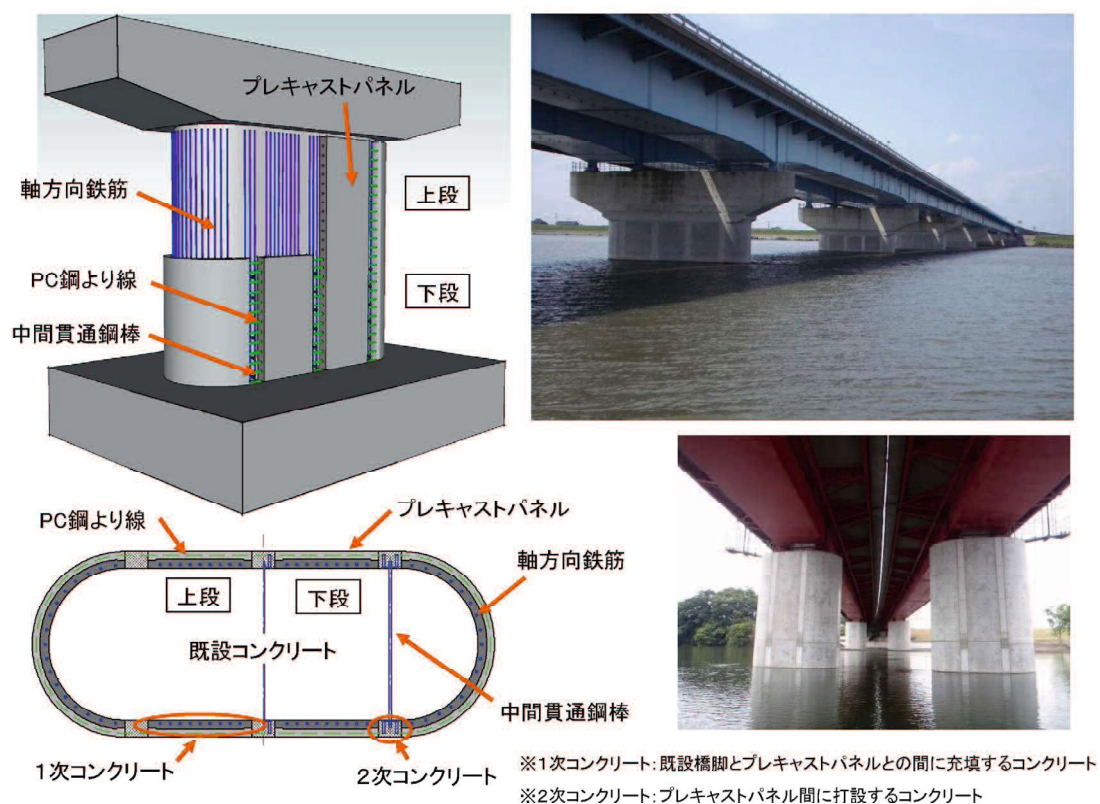 プレキャストパネル
軸方向鉄筋
上段
PC鋼より線
下段
中間貫通鋼棒
PC鋼より線
プレキャストパネル
軸方向鉄筋
上段
下段
既設コンクリート
中間貫通鋼棒
1次コンクリート
2次コンクリート
※1次コンクリート:既設橋脚とプレキャストパネルとの間に充填するコンクリート
※2次コンクリート:プレキャストパネル間に打設するコンクリート